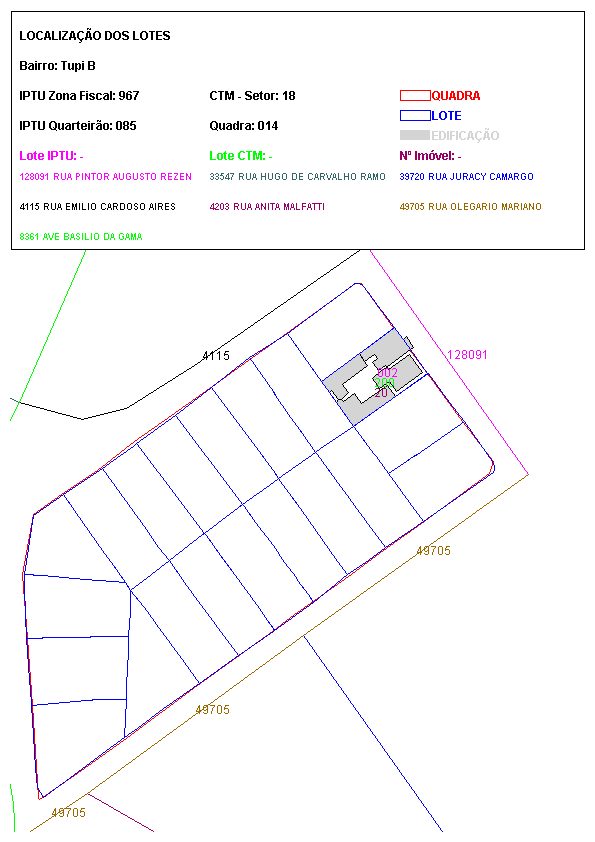 LOCALIZAÇÃO DOS LOTES
Bairro: Tupi B
IPTU Zona Fiscal: 967 CTM - Setor: 18 QUADRA
LOTE
IPTU Quarteirão: 085 Quadra: 014 EDIFICAÇÃO
Lote IPTU: - Lote CTM: - Nº Imóvel: -
128091 RUA PINTOR AUGUSTO REZEN 33547 RUA HUGO DE CARVALHO RAMO 39720 RUA JURACY CAMARGO
4115 RUA EMILIO CARDOSO AIRES 4203 RUA ANITA MALFATTI 49705 RUA OLEGARIO MARIANO
9361 AVE BASILIO DA GAMA
4115
128091
002
20
49705
49705
49705